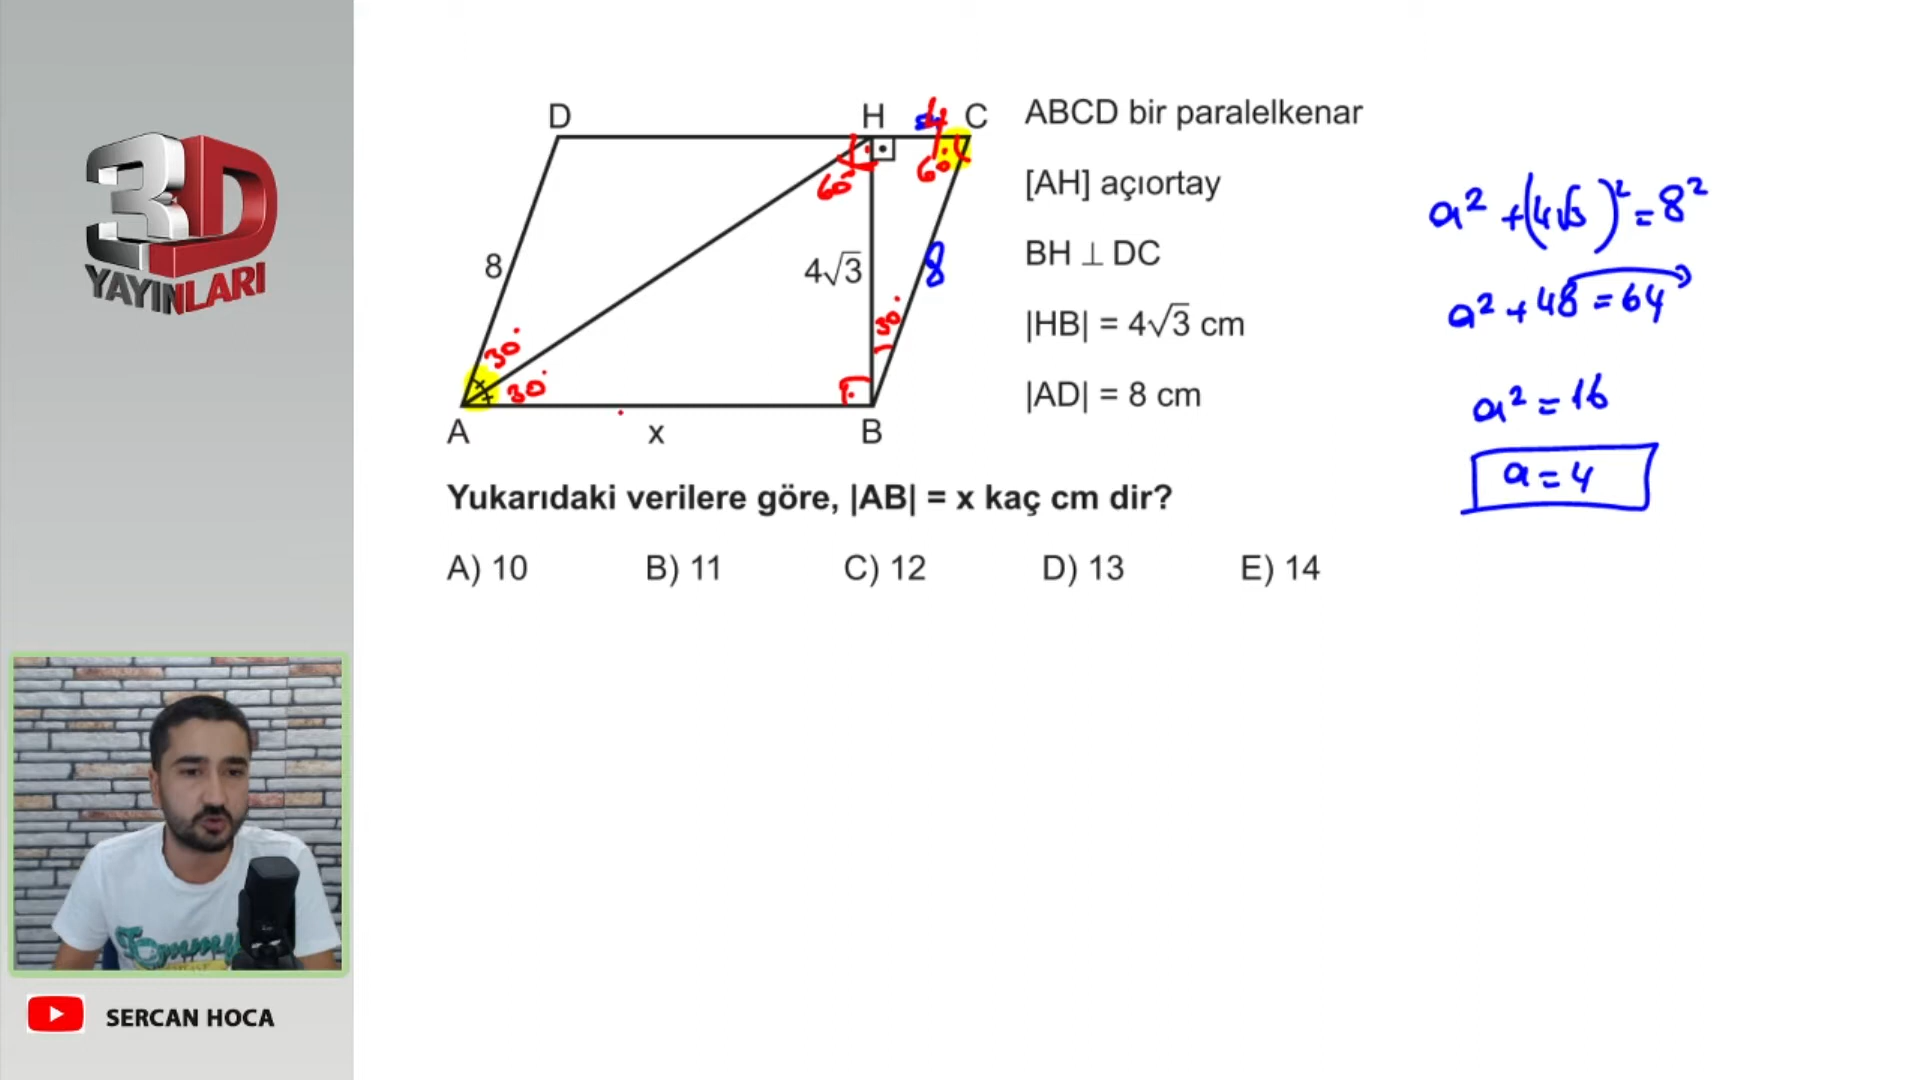 3D
YAYINLARI
D H 4 C
60° 60°
8
4√3
8
30°
30°
30°
A x B
ABCD bir paralelkenar
[AH] açıortay
BH ⊥ DC
|HB| = 4√3 cm
|AD| = 8 cm
a² + (4√3)² = 8²
a² + 48 = 64
a² = 16
a = 4
Yukarıdaki verilere göre, |AB| = x kaç cm dir?
A) 10 B) 11 C) 12 D) 13 E) 14
SERCAN HOCA